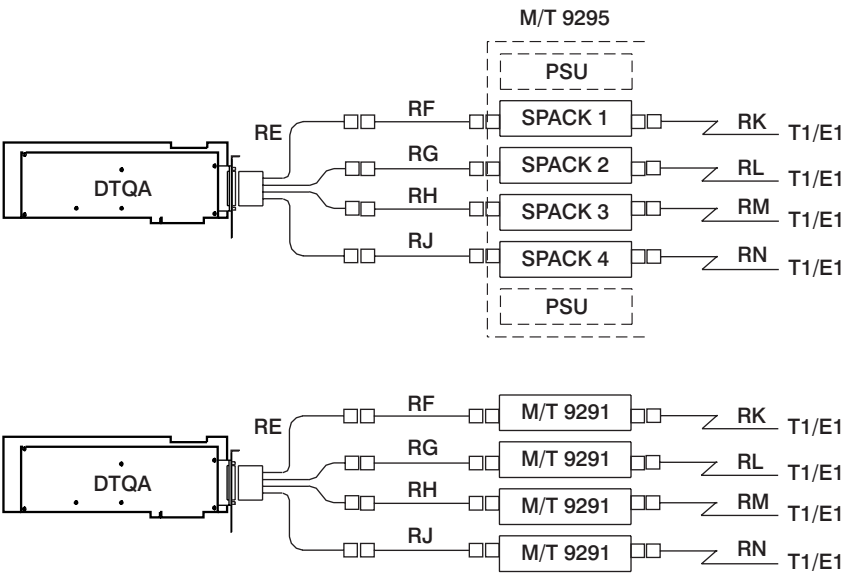 M/T 9295
PSU
RE RF SPACK 1 RK T1/E1
RG SPACK 2 RL T1/E1
DTQA
RH SPACK 3 RM T1/E1
RJ SPACK 4 RN T1/E1
PSU
RE RF M/T 9291 RK T1/E1
RG M/T 9291 RL T1/E1
DTQA
RH M/T 9291 RM T1/E1
RJ M/T 9291 RN T1/E1